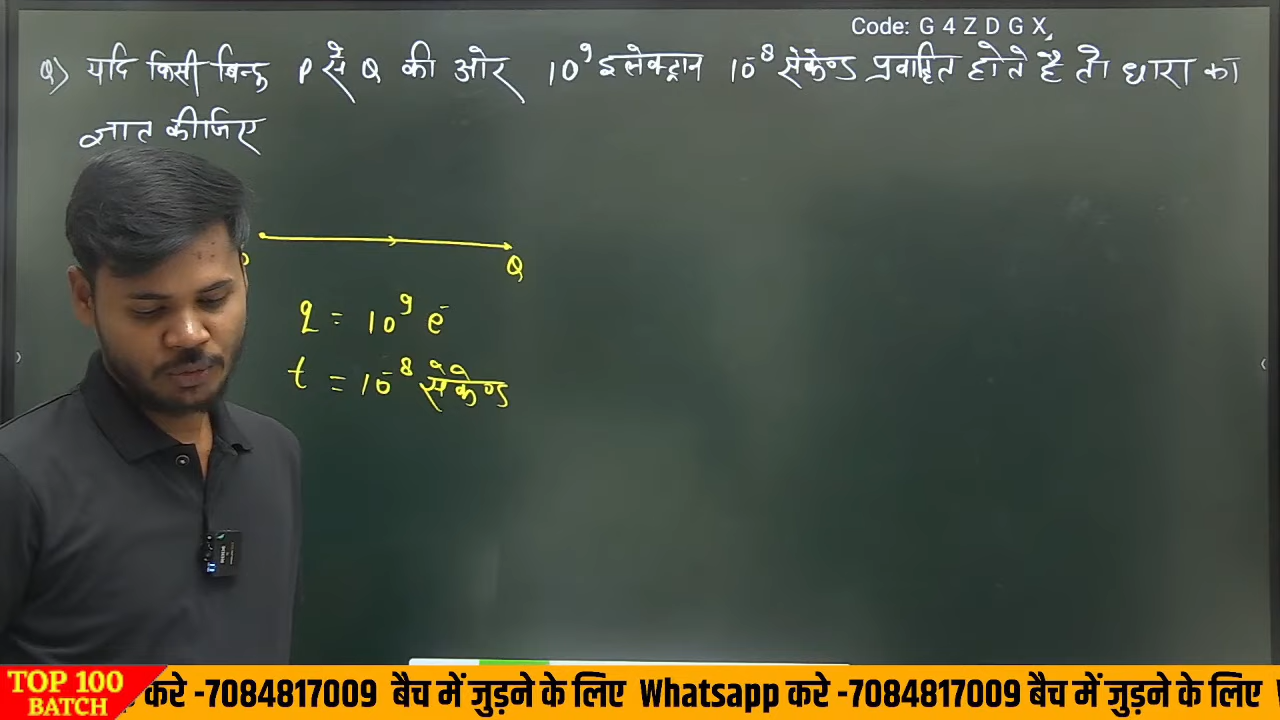 Code: G 4 Z D G X
Q) यदि किसी बिन्दु P से Q की ओर 10⁹ इलेक्ट्रान 10⁻⁸ सेकेण्ड प्रवाहित होते है तो धारा का
ज्ञात कीजिए
Q
q = 10⁹ e⁻
t = 10⁻⁸ सेकेण्ड
TOP 100
BATCH
करे -7084817009 बैच में जुड़ने के लिए Whatsapp करे -7084817009 बैच में जुड़ने के लिए